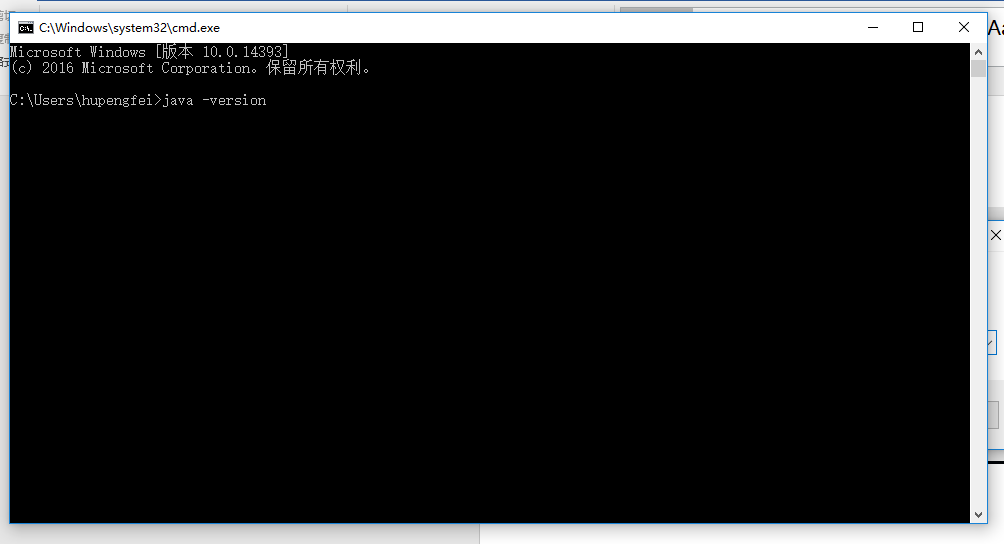 C:\Windows\system32\cmd.exe
Microsoft Windows [版本 10.0.14393]
(c) 2016 Microsoft Corporation。保留所有权利。
C:\Users\hupengfei>java -version
Aa